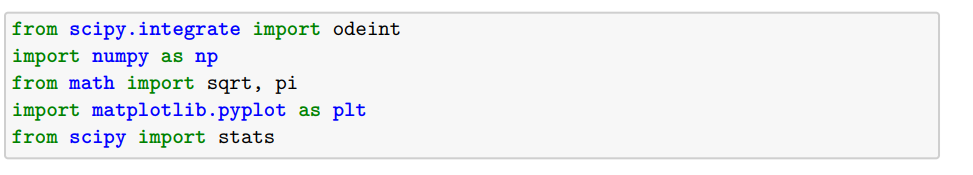 from scipy.integrate import odeint
import numpy as np
from math import sqrt, pi
import matplotlib.pyplot as plt
from scipy import stats